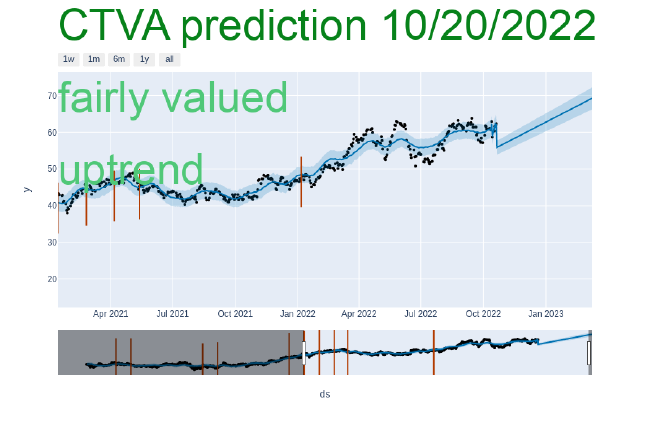 CTVA prediction 10/20/2022
1w 1m 6m 1y all
fairly valued
uptrend
70
60
50
40
30
20
y
Apr 2021 Jul 2021 Oct 2021 Jan 2022 Apr 2022 Jul 2022 Oct 2022 Jan 2023
ds